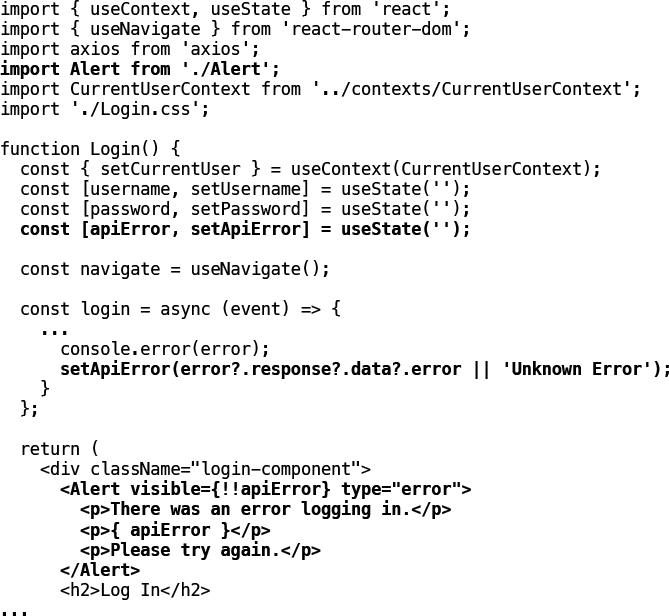 import { useContext, useState } from 'react';
import { useNavigate } from 'react-router-dom';
import axios from 'axios';
import Alert from './Alert';
import CurrentUserContext from '../contexts/CurrentUserContext';
import './Login.css';

function Login() {
  const { setCurrentUser } = useContext(CurrentUserContext);
  const [username, setUsername] = useState('');
  const [password, setPassword] = useState('');
  const [apiError, setApiError] = useState('');

  const navigate = useNavigate();

  const login = async (event) => {
    ...
      console.error(error);
      setApiError(error?.response?.data?.error || 'Unknown Error');
    }
  };

  return (
    <div className="login-component">
      <Alert visible={!!apiError} type="error">
        <p>There was an error logging in.</p>
        <p>{ apiError }</p>
        <p>Please try again.</p>
      </Alert>
      <h2>Log In</h2>
...